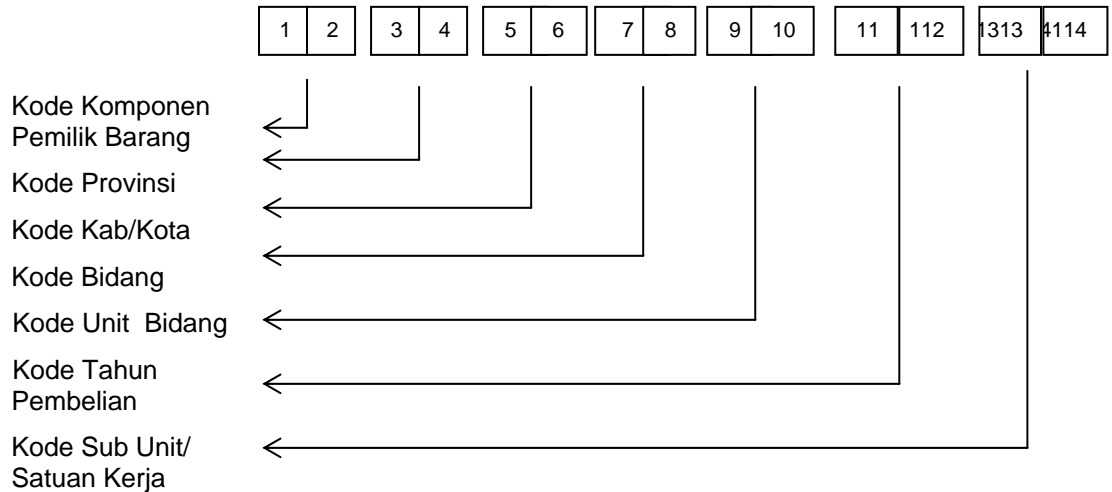 1 2 3 4 5 6 7 8 9 10 11 112 1313 4114
Kode Komponen
Pemilik Barang
Kode Provinsi
Kode Kab/Kota
Kode Bidang
Kode Unit Bidang
Kode Tahun
Pembelian
Kode Sub Unit/
Satuan Kerja